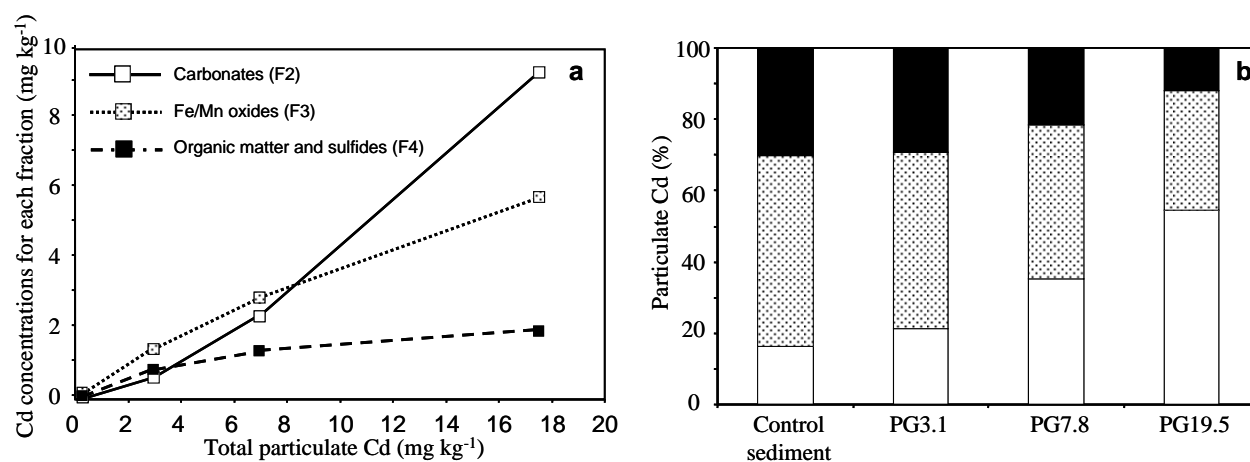 Cd concentrations for each fraction (mg kg-1)
10
8
6
4
2
0
a
Carbonates (F2)
Fe/Mn oxides (F3)
Organic matter and sulfides (F4)
0 2 4 6 8 10 12 14 16 18 20
Total particulate Cd (mg kg-1)
Particulate Cd (%)
100
80
60
40
20
0
b
Control sediment
PG3.1
PG7.8
PG19.5